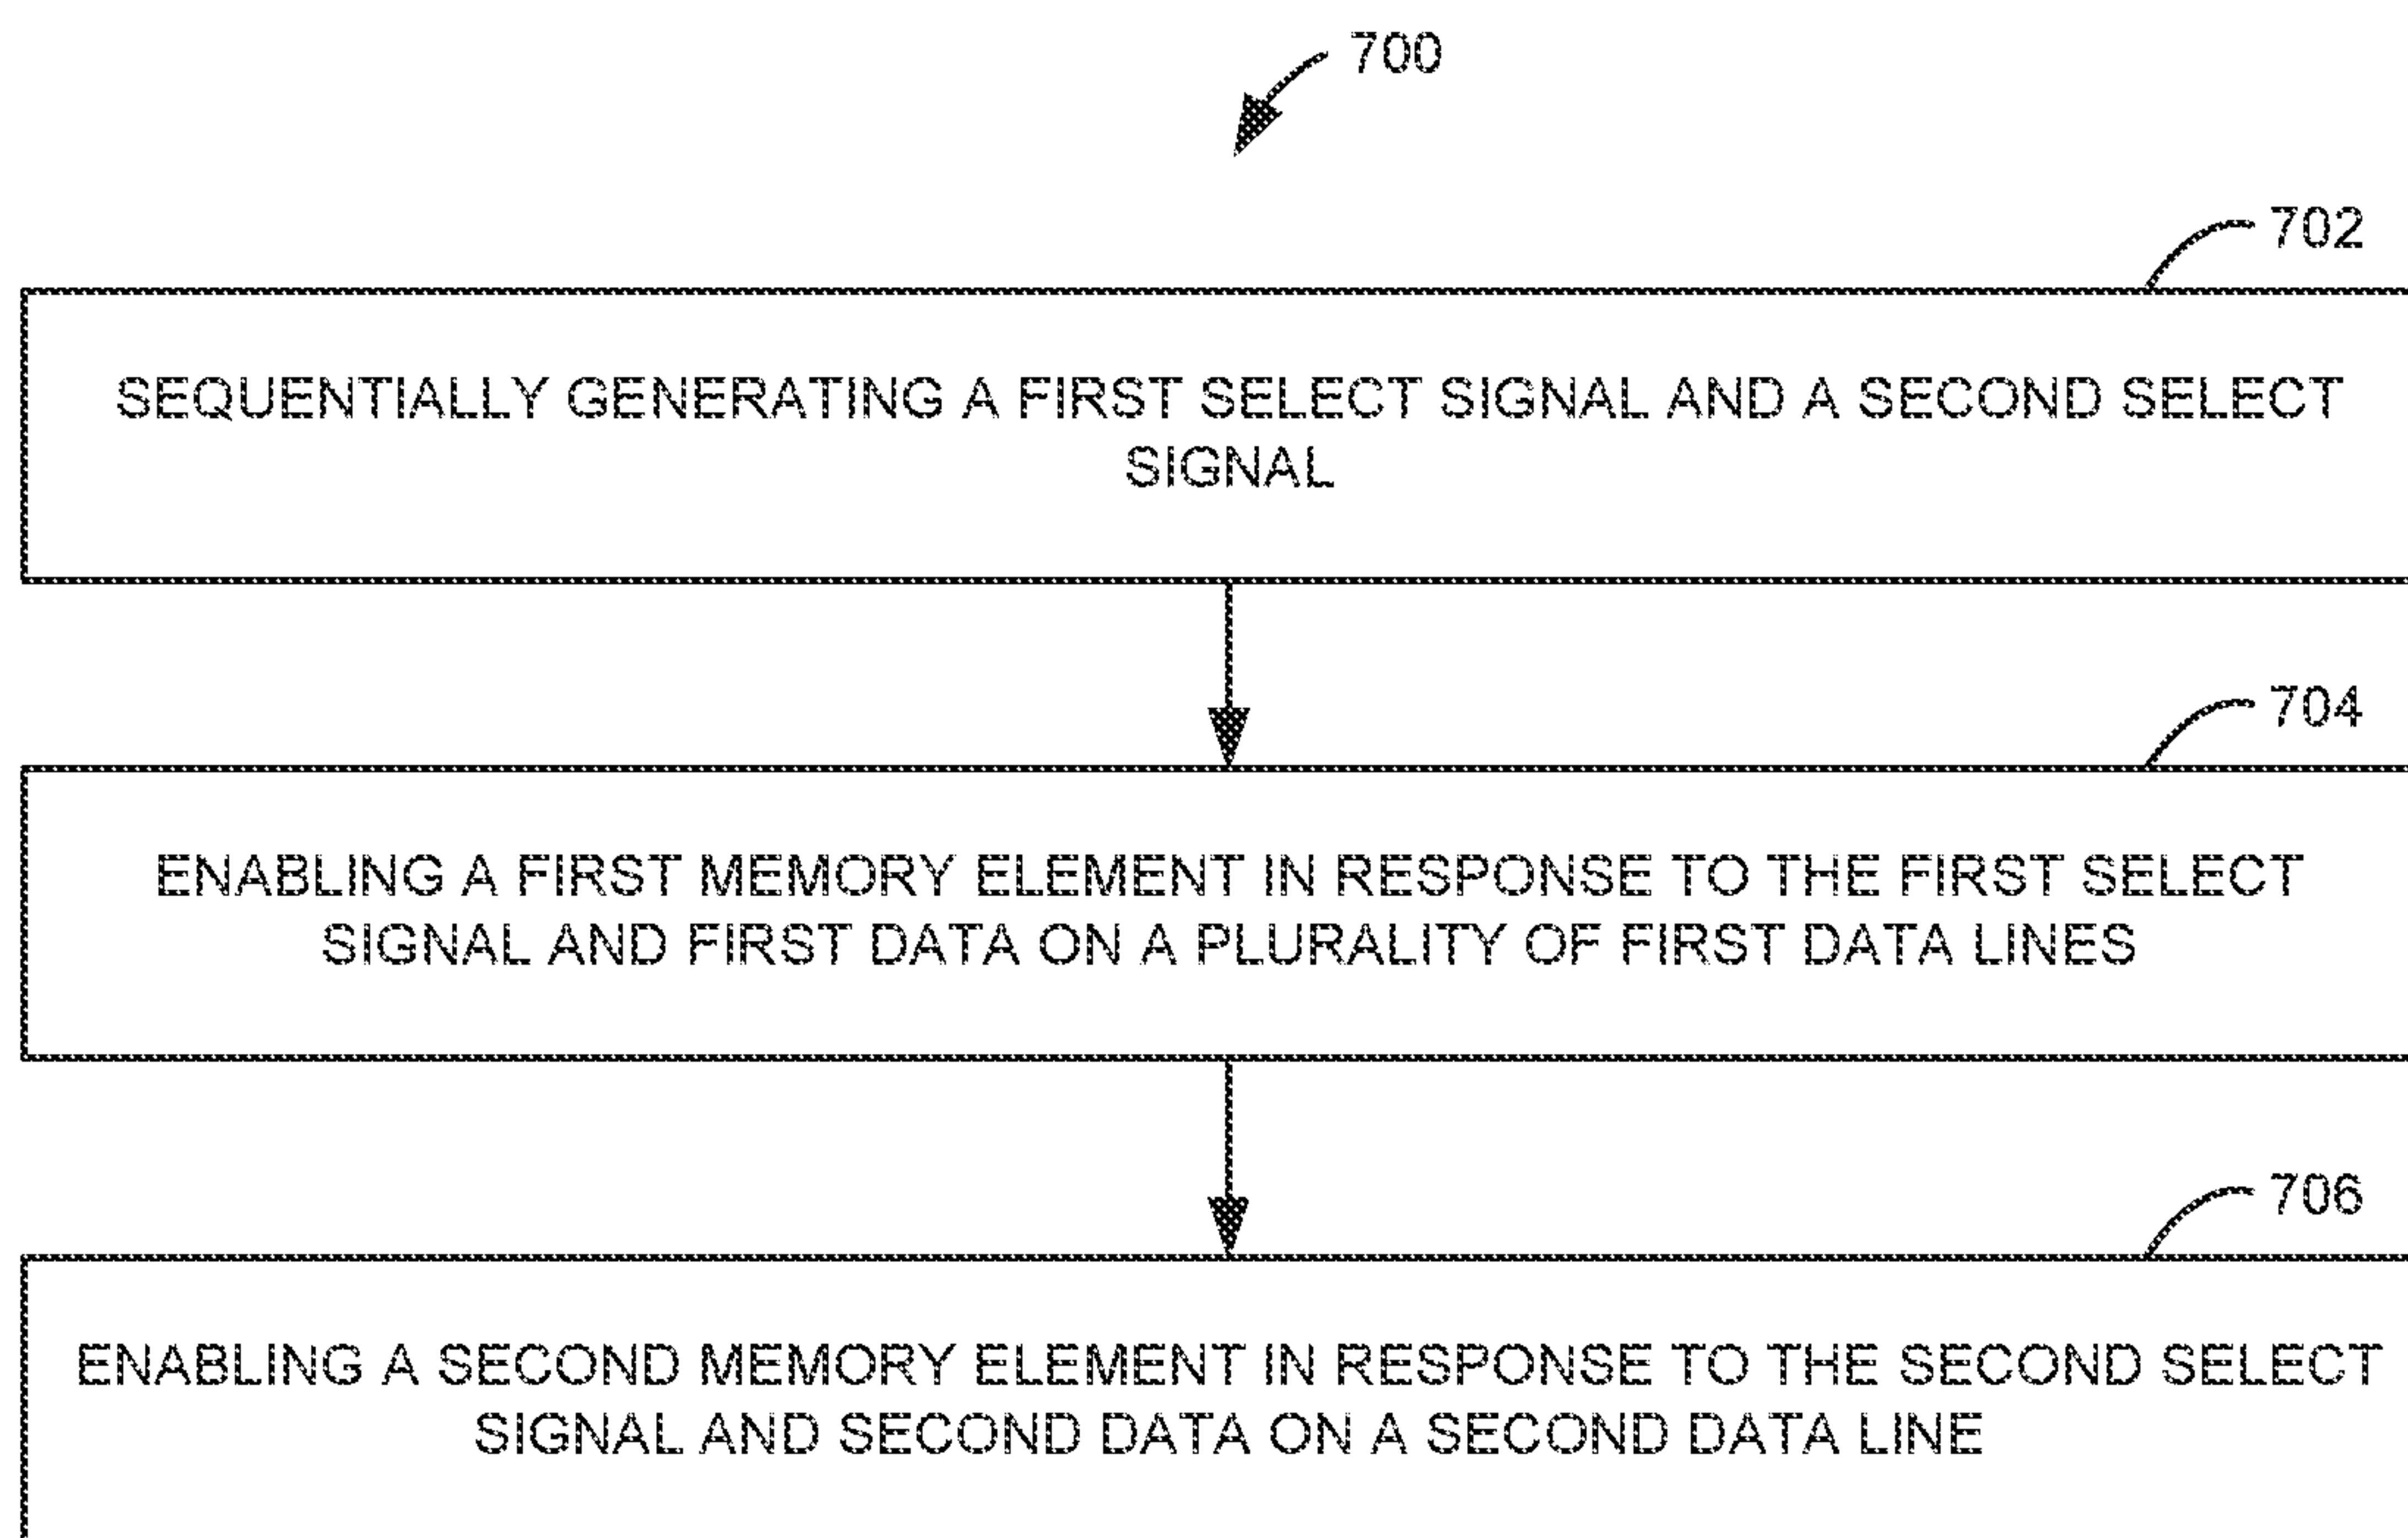 700
702
SEQUENTIALLY GENERATING A FIRST SELECT SIGNAL AND A SECOND SELECT
SIGNAL
704
ENABLING A FIRST MEMORY ELEMENT IN RESPONSE TO THE FIRST SELECT
SIGNAL AND FIRST DATA ON A PLURALITY OF FIRST DATA LINES
706
ENABLING A SECOND MEMORY ELEMENT IN RESPONSE TO THE SECOND SELECT
SIGNAL AND SECOND DATA ON A SECOND DATA LINE